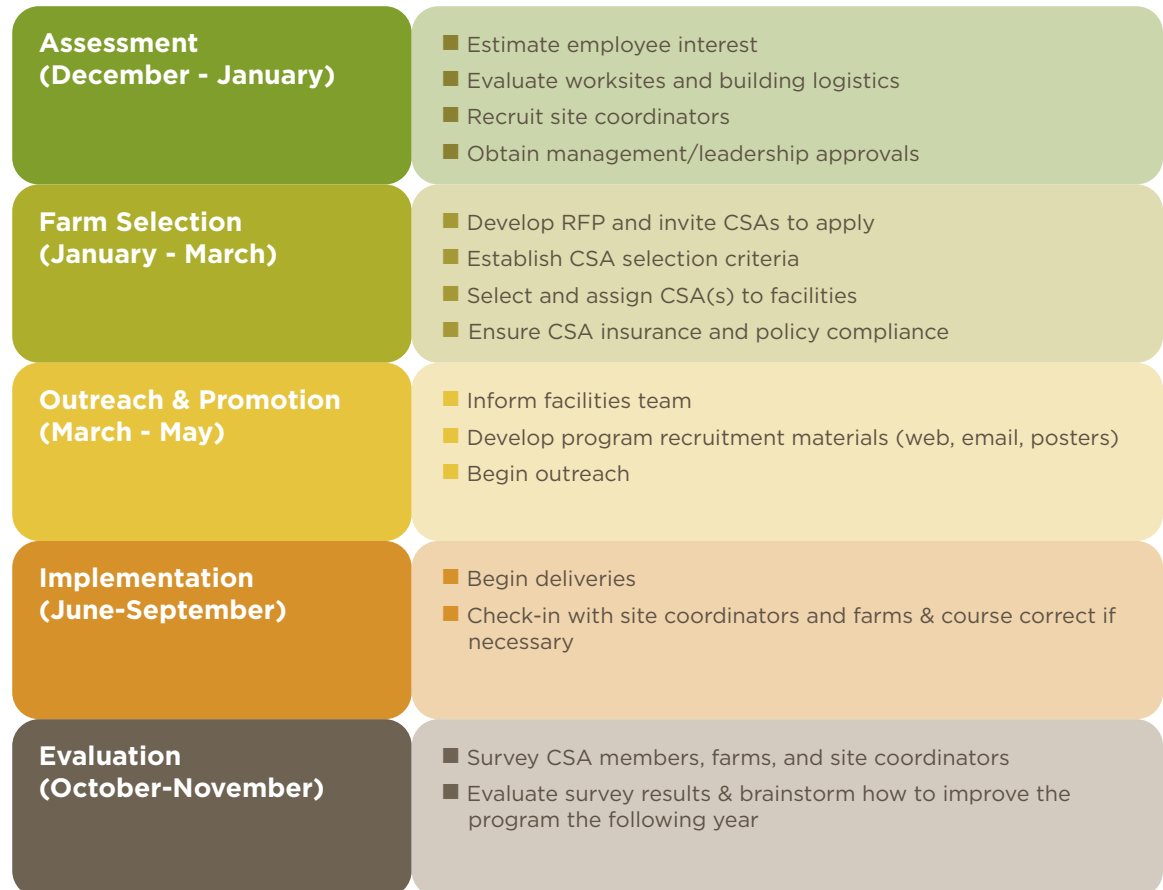 Assessment
(December - January)
Estimate employee interest
Evaluate worksites and building logistics
Recruit site coordinators
Obtain management/leadership approvals
Farm Selection
(January - March)
Develop RFP and invite CSAs to apply
Establish CSA selection criteria
Select and assign CSA(s) to facilities
Ensure CSA insurance and policy compliance
Outreach & Promotion
(March - May)
Inform facilities team
Develop program recruitment materials (web, email, posters)
Begin outreach
Implementation
(June-September)
Begin deliveries
Check-in with site coordinators and farms & course correct if
necessary
Evaluation
(October-November)
Survey CSA members, farms, and site coordinators
Evaluate survey results & brainstorm how to improve the
program the following year